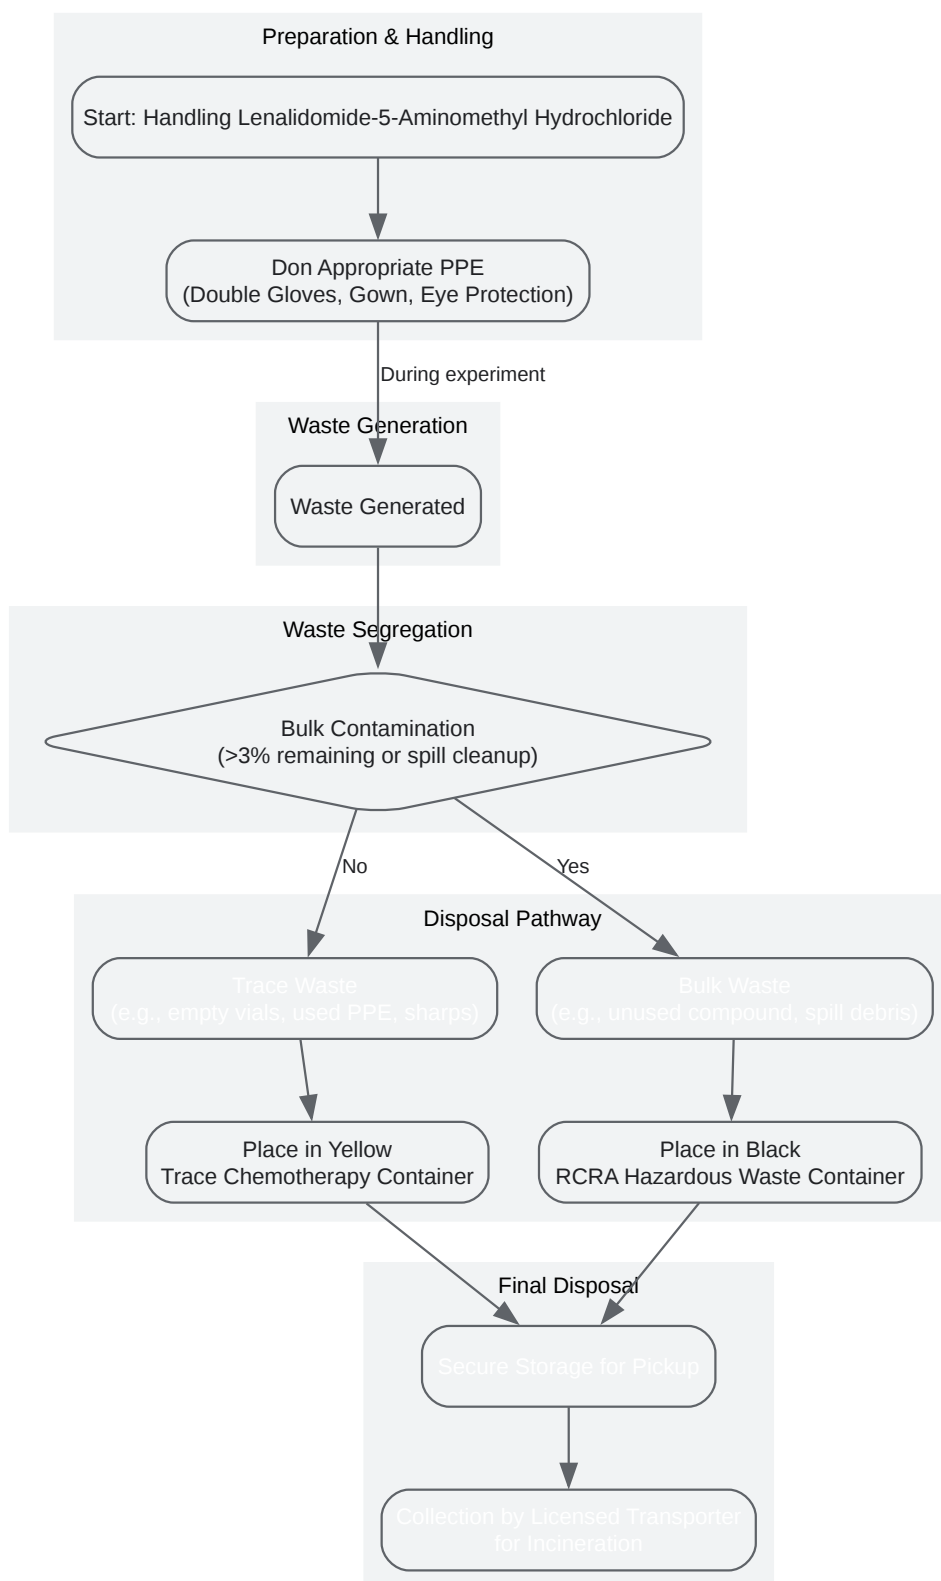 Preparation & Handling
Start: Handling Lenalidomide-5-Aminomethyl Hydrochloride
Don Appropriate PPE
(Double Gloves, Gown, Eye Protection)
During experiment
Waste Generation
Waste Generated
Waste Segregation
Bulk Contamination
(>3% remaining or spill cleanup)
No
Yes
Disposal Pathway
Trace Waste
(e.g., empty vials, used PPE, sharps)
Bulk Waste
(e.g., unused compound, spill debris)
Place in Yellow
Trace Chemotherapy Container
Place in Black
RCRA Hazardous Waste Container
Final Disposal
Secure Storage for Pickup
Collection by Licensed Transporter
for Incineration